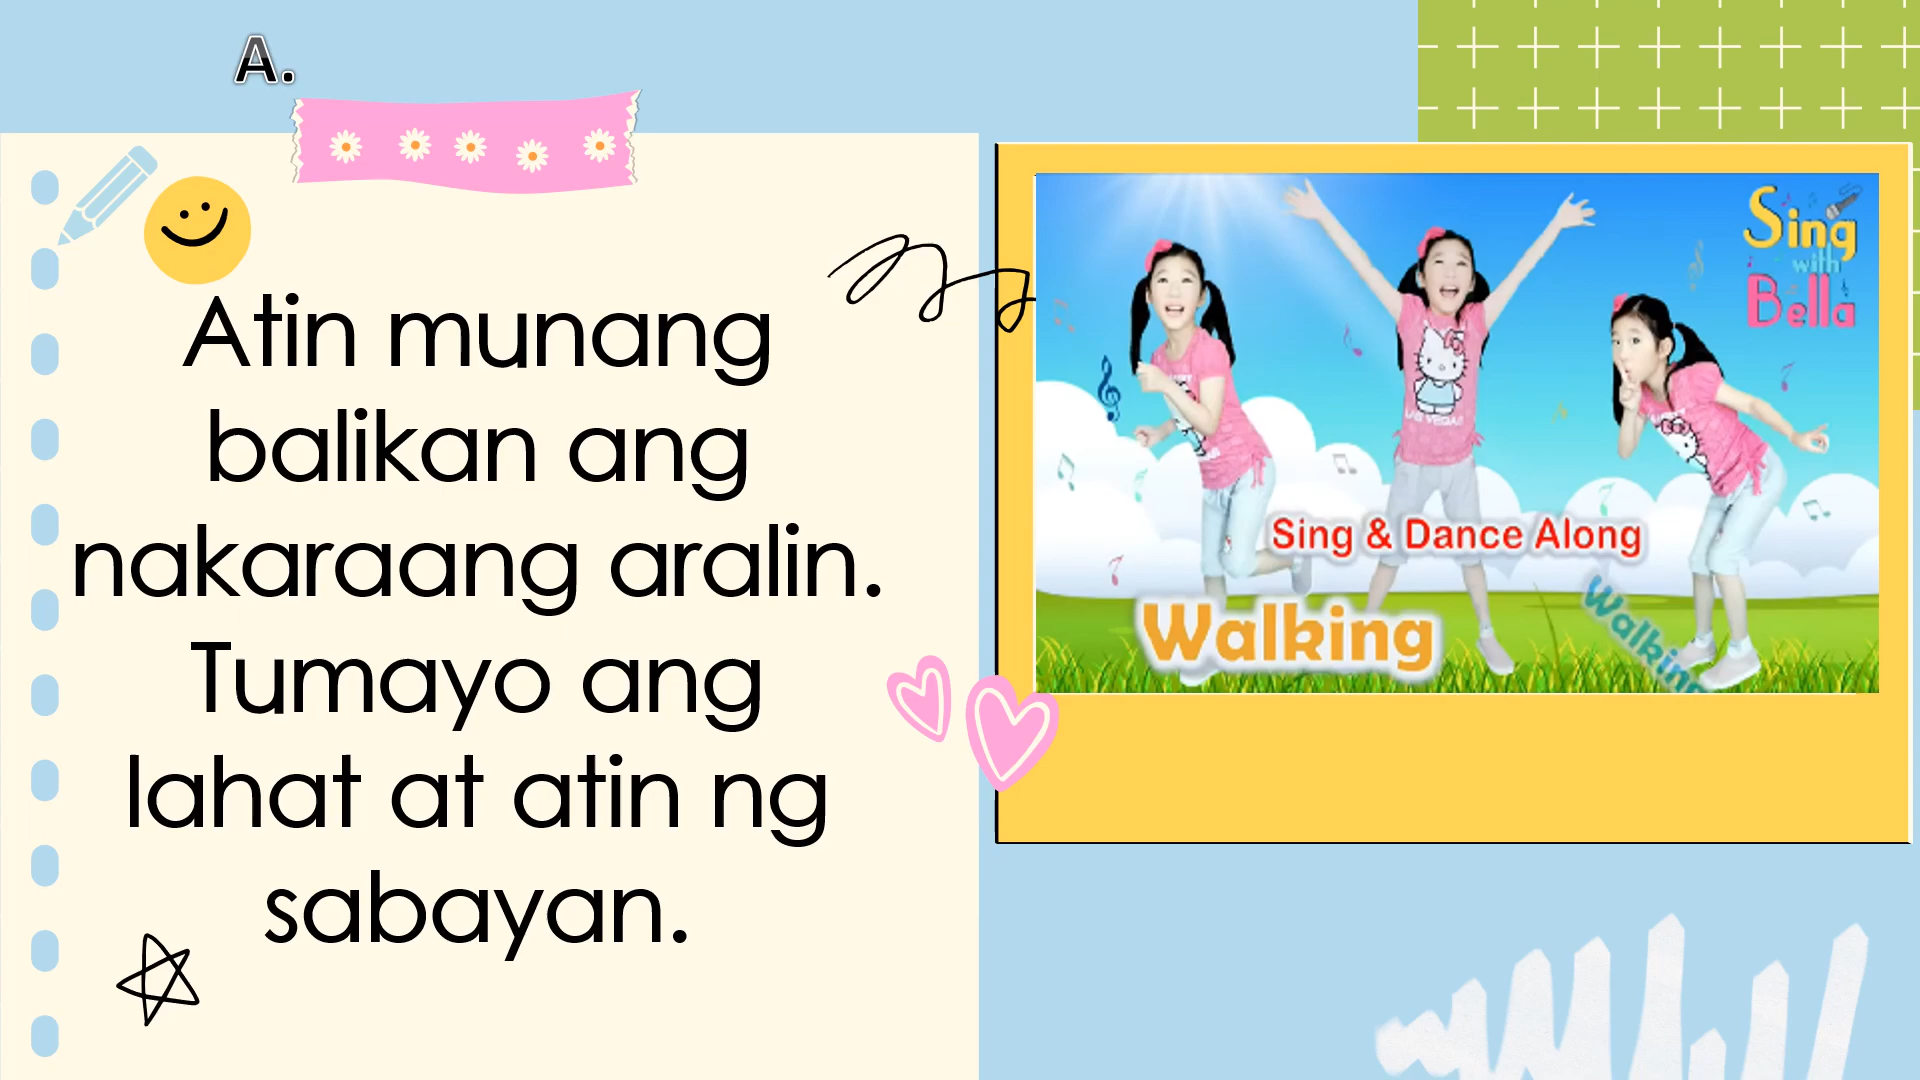 A.
Atin munang
balikan ang
nakaraang aralin.
Tumayo ang
lahat at atin ng
sabayan.
Sing
with
Bella
Sing & Dance Along
Walking
Walking